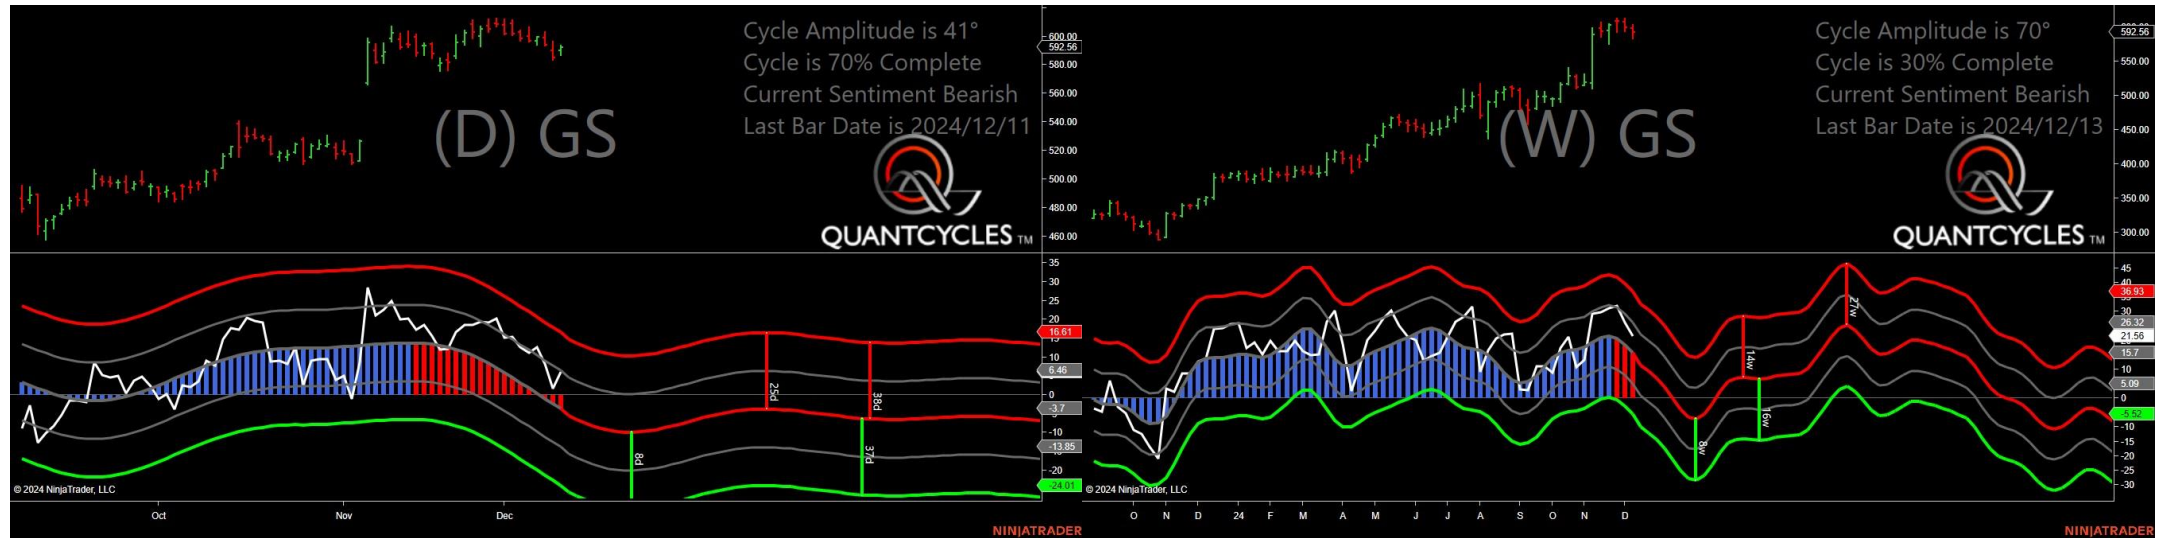 Cycle Amplitude is 41°
Cycle is 70% Complete
Current Sentiment Bearish
Last Bar Date is 2024/12/11
(D) GS
QUANTCYCLES TM
600.00
592.56
580.00
560.00
540.00
520.00
500.00
480.00
460.00
35
30
25
20
16.61
10
6.46
0
-3.7
-10
-13.85
-20
-24.01
25d
38d
8d
37d
© 2024 NinjaTrader, LLC
Oct Nov Dec
NINJATRADER
Cycle Amplitude is 70°
Cycle is 30% Complete
Current Sentiment Bearish
Last Bar Date is 2024/12/13
(W) GS
QUANTCYCLES TM
592.56
550.00
500.00
450.00
400.00
350.00
300.00
45
36.93
30
26.32
21.56
15.7
10
5.09
0
-5.52
-10
-15
-20
-25
-30
27w
14w
16w
8w
© 2024 NinjaTrader, LLC
O N D 24 F M A M J J A S O N D
NINJATRADER